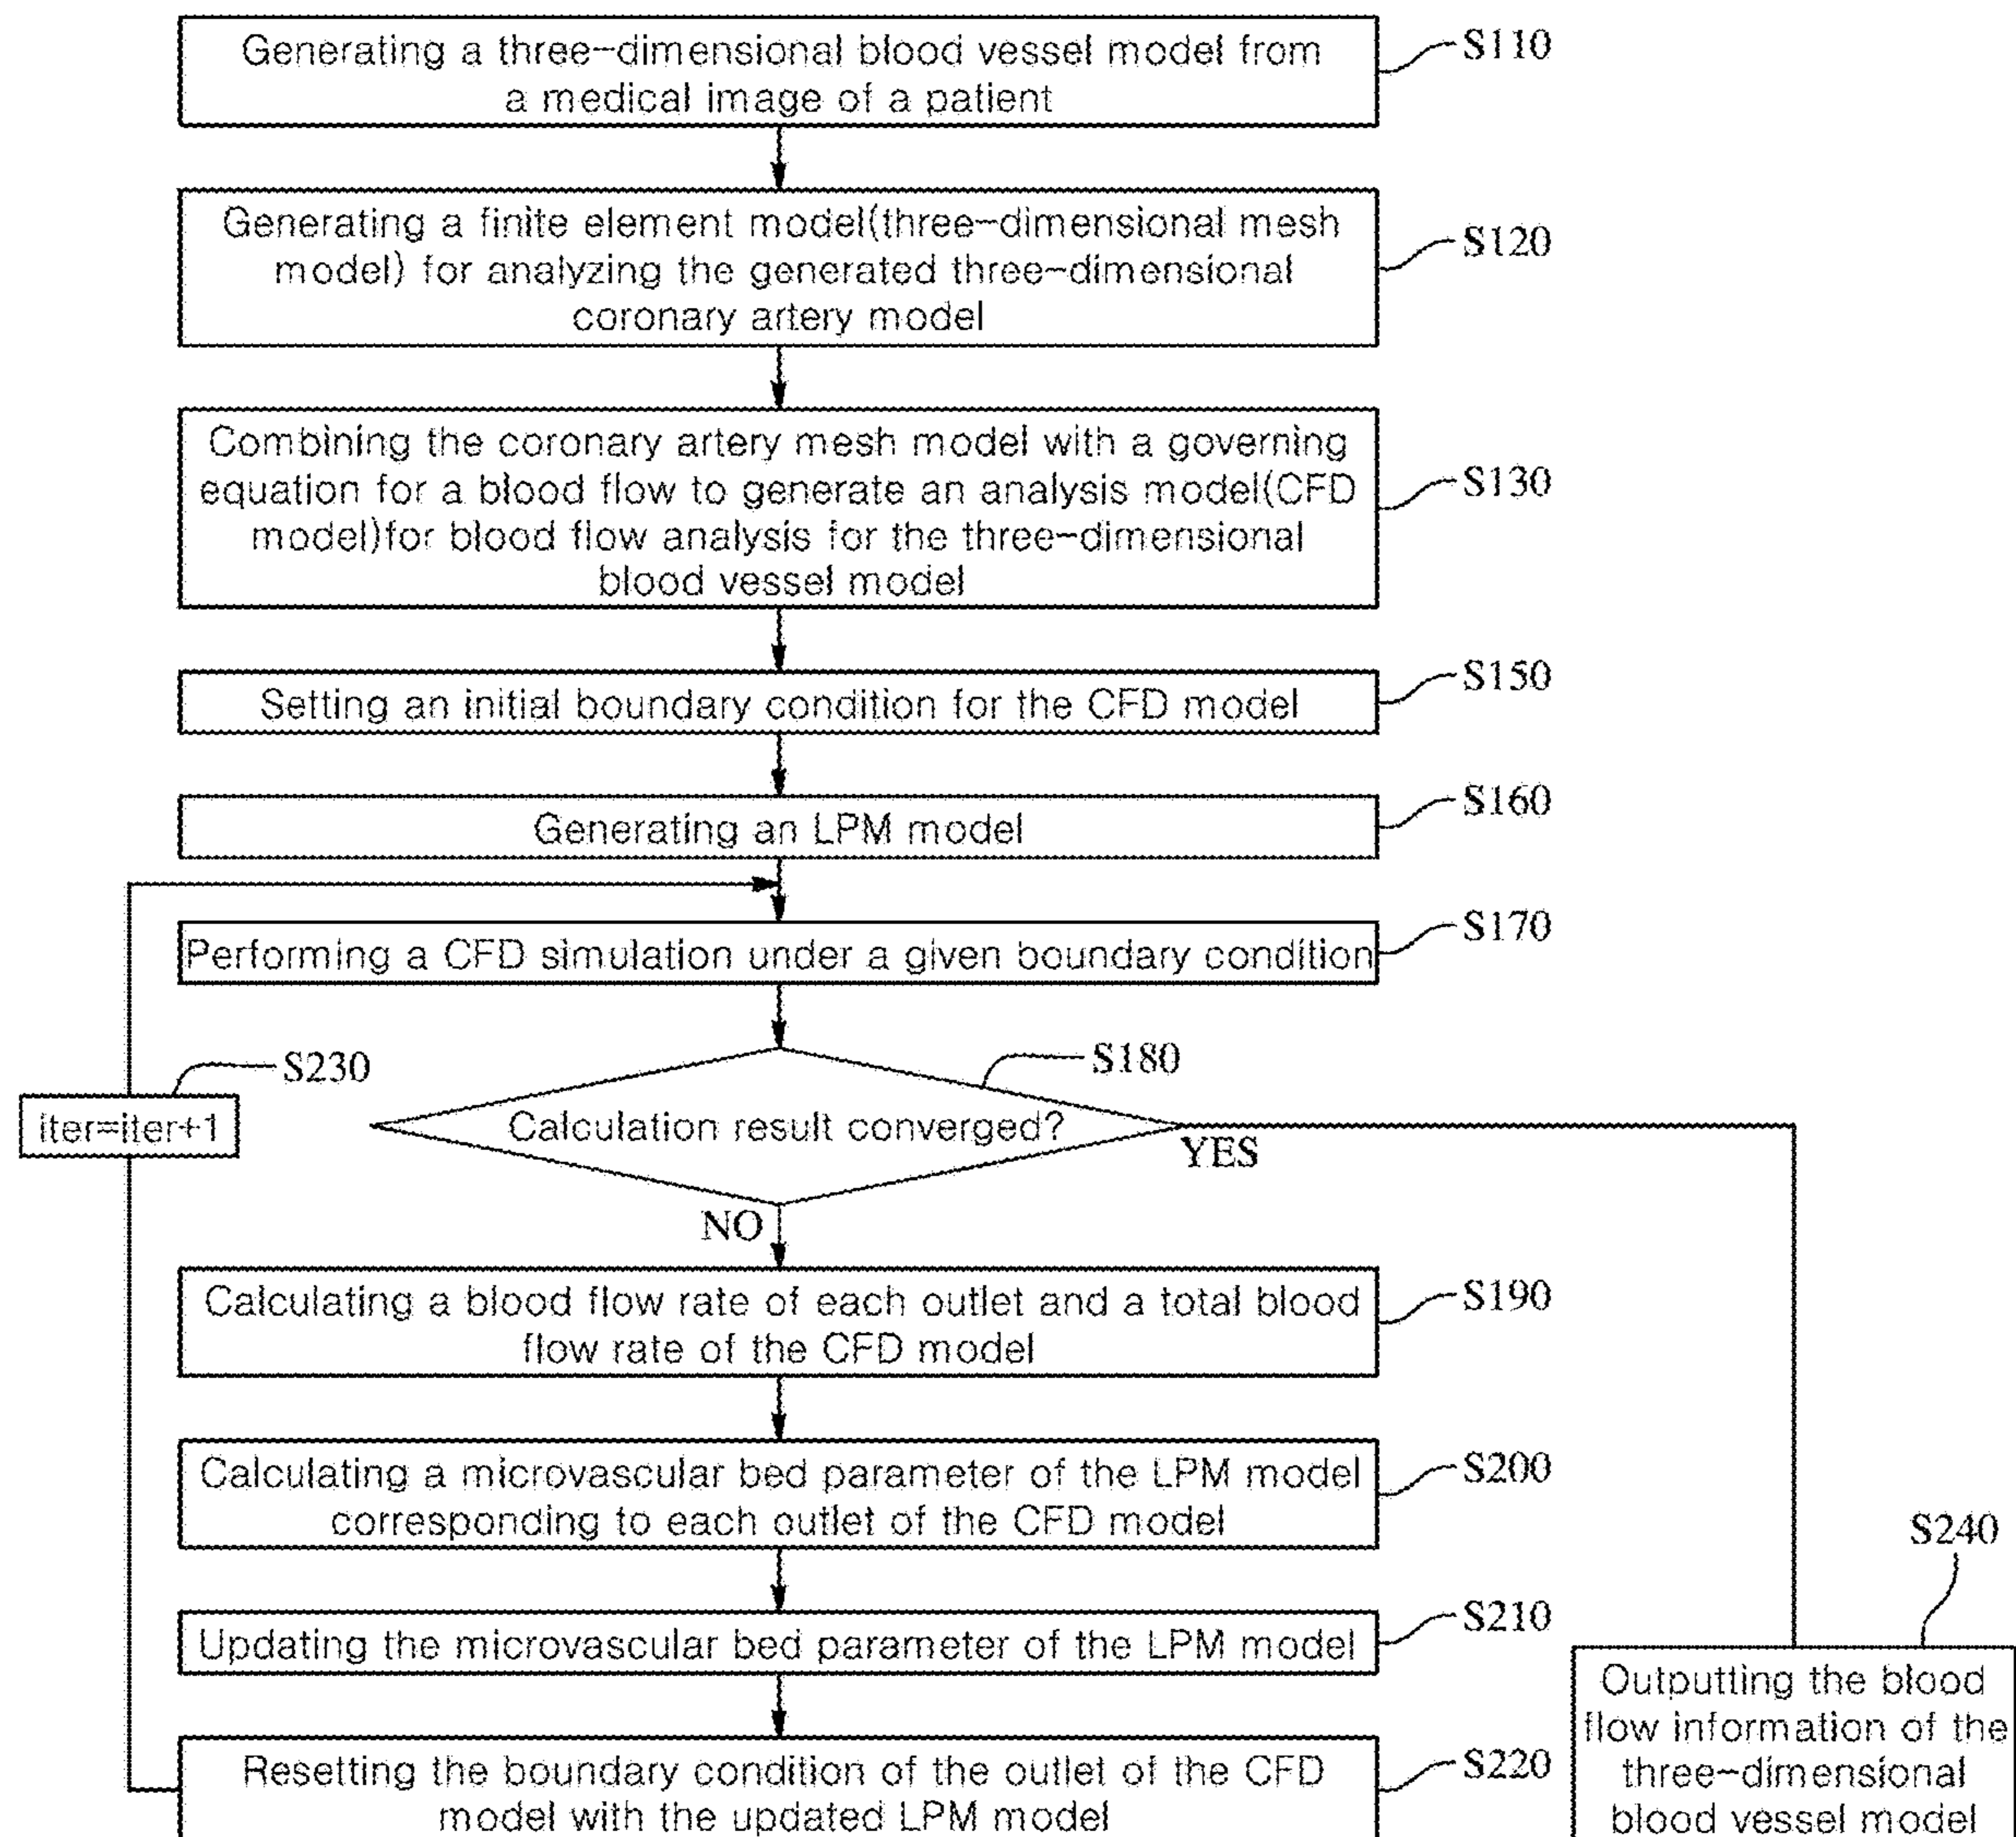 Generating a three-dimensional blood vessel model from
a medical image of a patient
S110
Generating a finite element model(three-dimensional mesh
model) for analyzing the generated three-dimensional
coronary artery model
S120
Combining the coronary artery mesh model with a governing
equation for a blood flow to generate an analysis model(CFD
model)for blood flow analysis for the three-dimensional
blood vessel model
S130
Setting an initial boundary condition for the CFD model
S150
Generating an LPM model
S160
Performing a CFD simulation under a given boundary condition
S170
S230
iter=iter+1
S180
Calculation result converged?
YES
NO
Calculating a blood flow rate of each outlet and a total blood
flow rate of the CFD model
S190
Calculating a microvascular bed parameter of the LPM model
corresponding to each outlet of the CFD model
S200
Updating the microvascular bed parameter of the LPM model
S210
Resetting the boundary condition of the outlet of the CFD
model with the updated LPM model
S220
S240
Outputting the blood
flow information of the
three-dimensional
blood vessel model